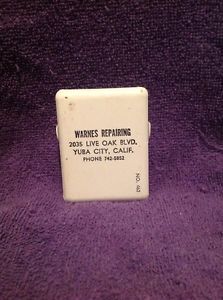 WARNES REPAIRING
2035 LIVE OAK BLVD.
YUBA CITY, CALIF.
PHONE 742-5852